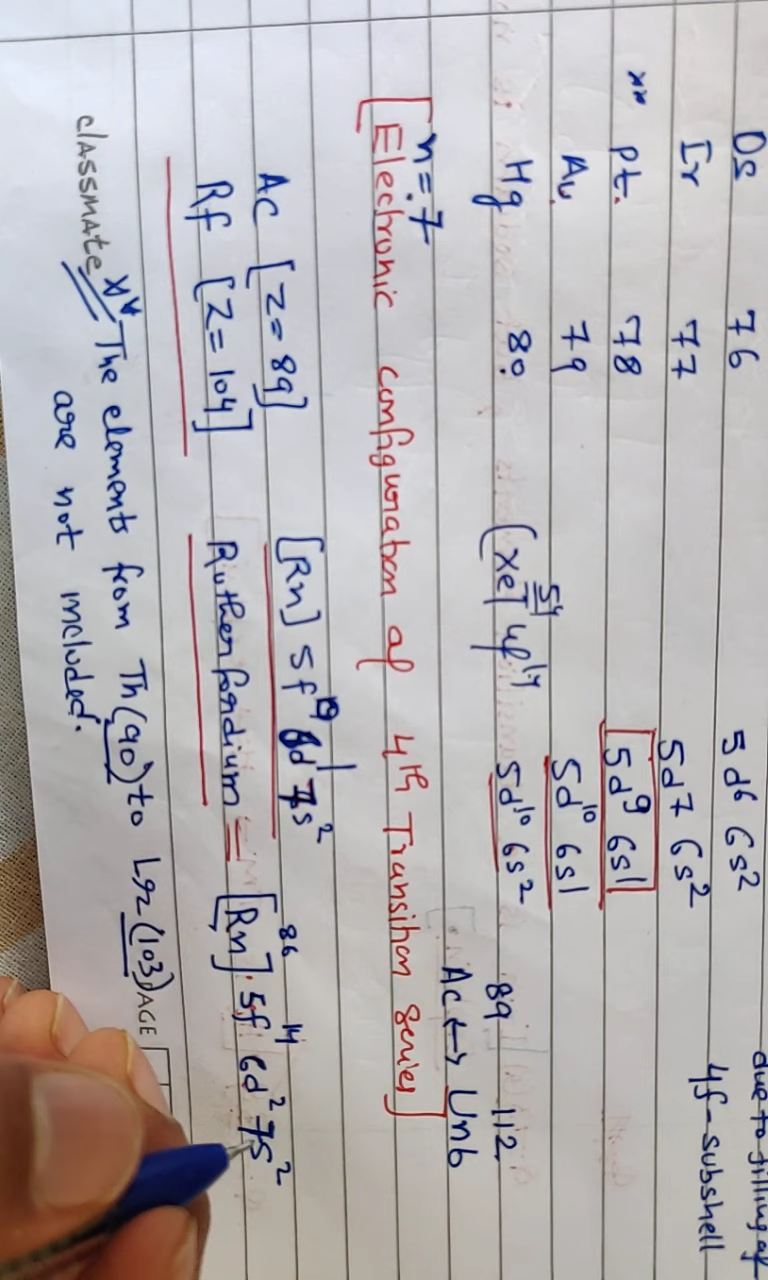 due to filling of
Os 76 5d⁶ 6s²
4f-subshell
Ir 77 5d⁷ 6s²
** Pt. 78 5d⁹ 6s¹
Au 79 5d¹⁰ 6s¹
Hg 80 [Xe]⁵⁴ 4f¹⁴ 5d¹⁰ 6s²
89 112
n=7 Ac ↔ Unb
[Electronic configuration of 4th Transition series]
Ac [Z=89] [Rn] 5f 6d¹ 7s²
Rf [Z=104] Rutherfordium = [Rn]⁸⁶ 5f¹⁴ 6d² 7s²
classmate PAGE
** The elements from Th(90) to Lr (103)
are not included.